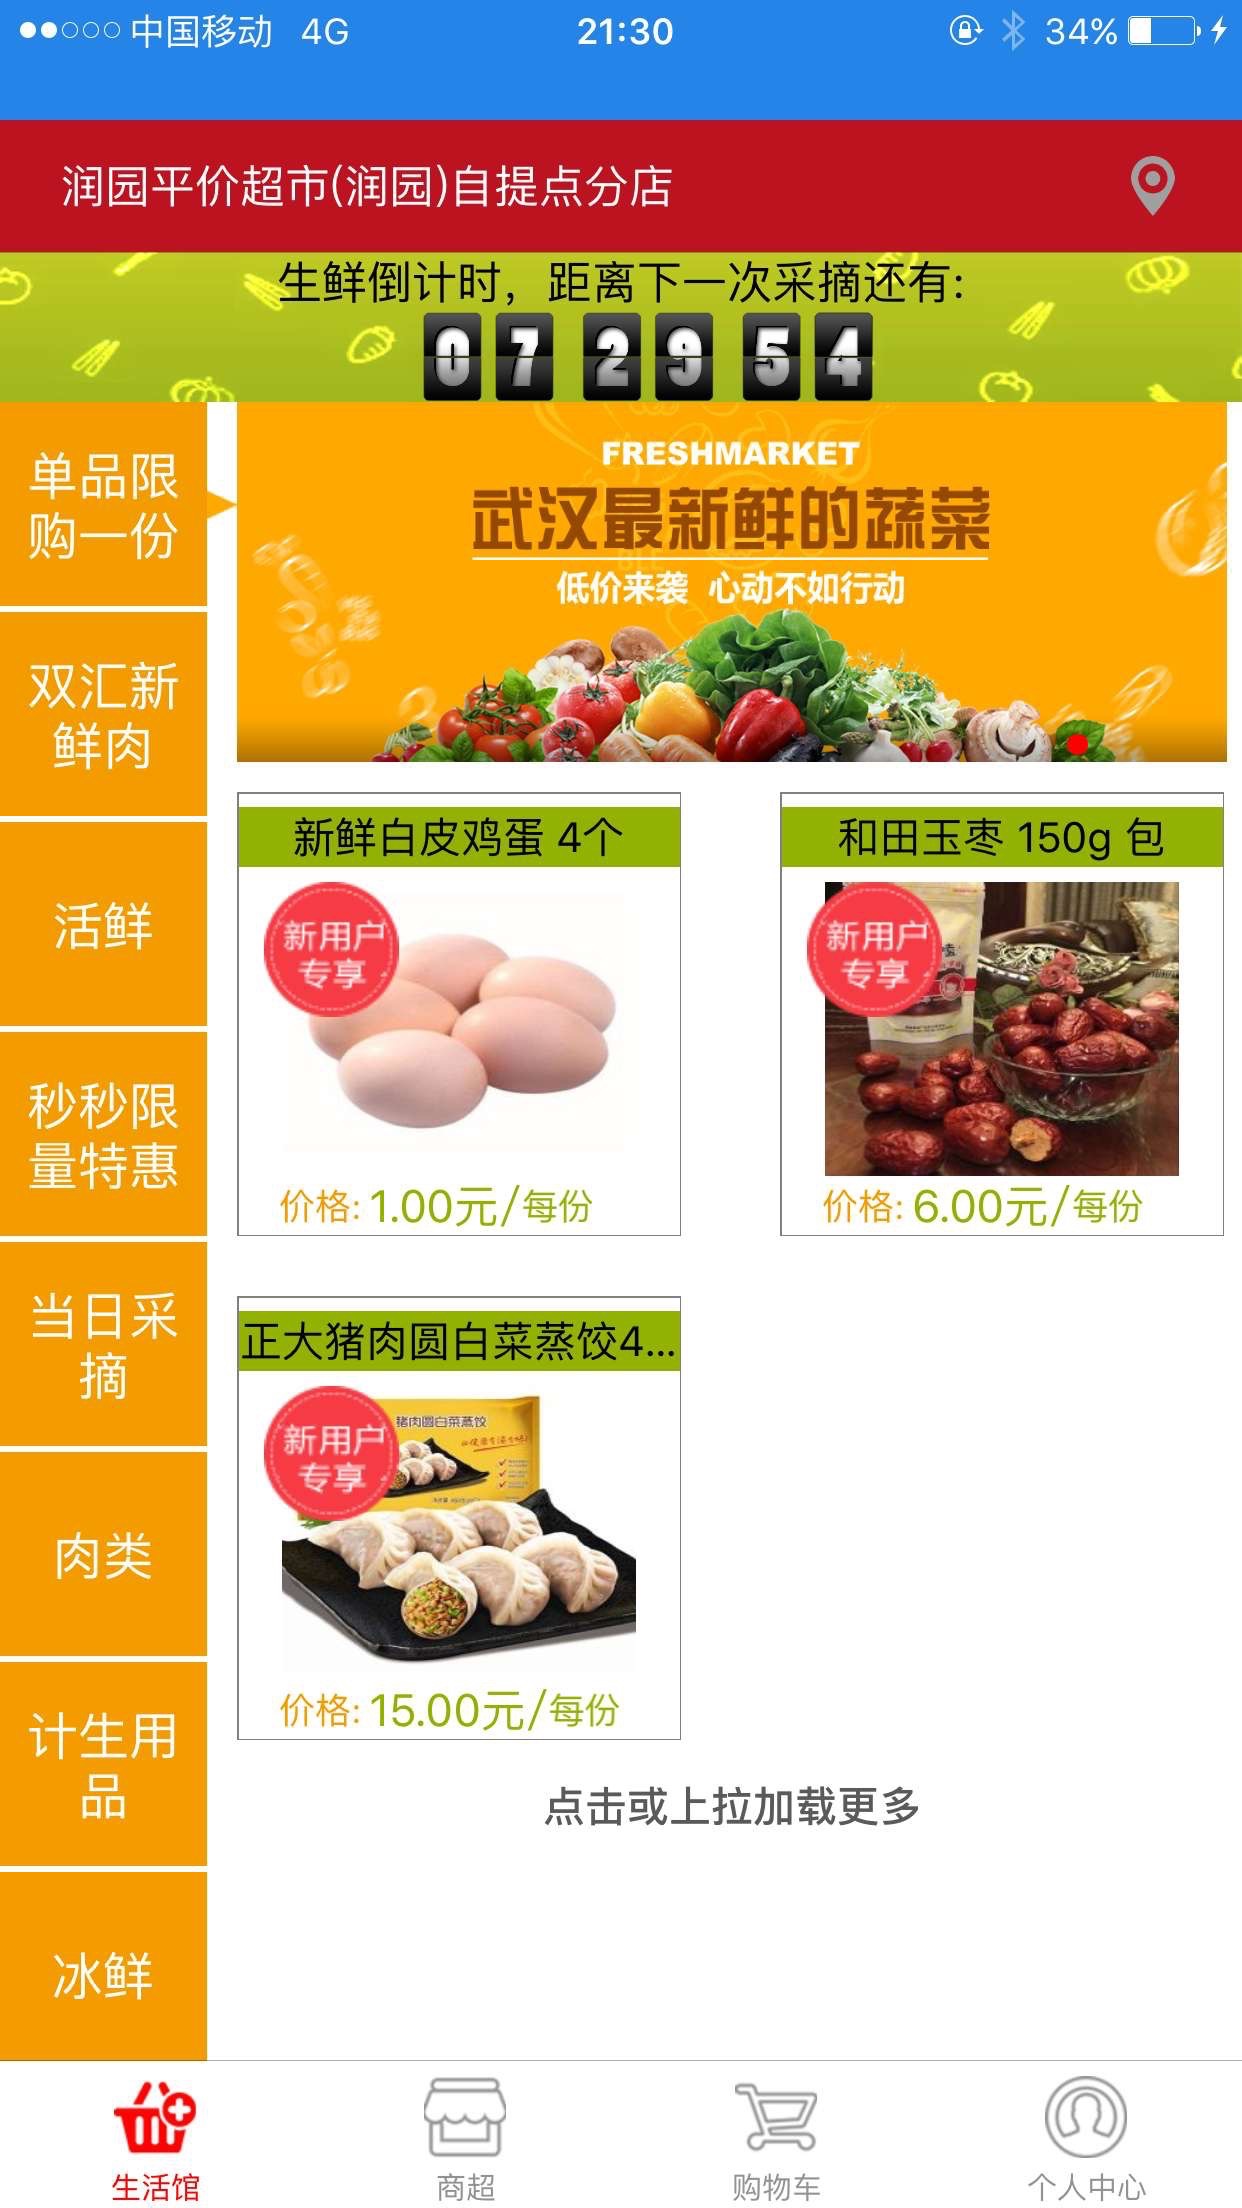 中国移动 4G 21:30 34%
润园平价超市(润园)自提点分店
生鲜倒计时，距离下一次采摘还有:
07 29 54
单品限
购一份
双汇新
鲜肉
活鲜
秒秒限
量特惠
当日采
摘
肉类
计生用
品
冰鲜
FRESHMARKET
武汉最新鲜的蔬菜
低价来袭 心动不如行动
新鲜白皮鸡蛋 4个
新用户
专享
价格: 1.00元/每份
和田玉枣 150g 包
新用户
专享
价格: 6.00元/每份
正大猪肉圆白菜蒸饺4...
新用户
专享
猪肉圆白菜蒸饺
价格: 15.00元/每份
点击或上拉加载更多
生活馆
商超
购物车
个人中心